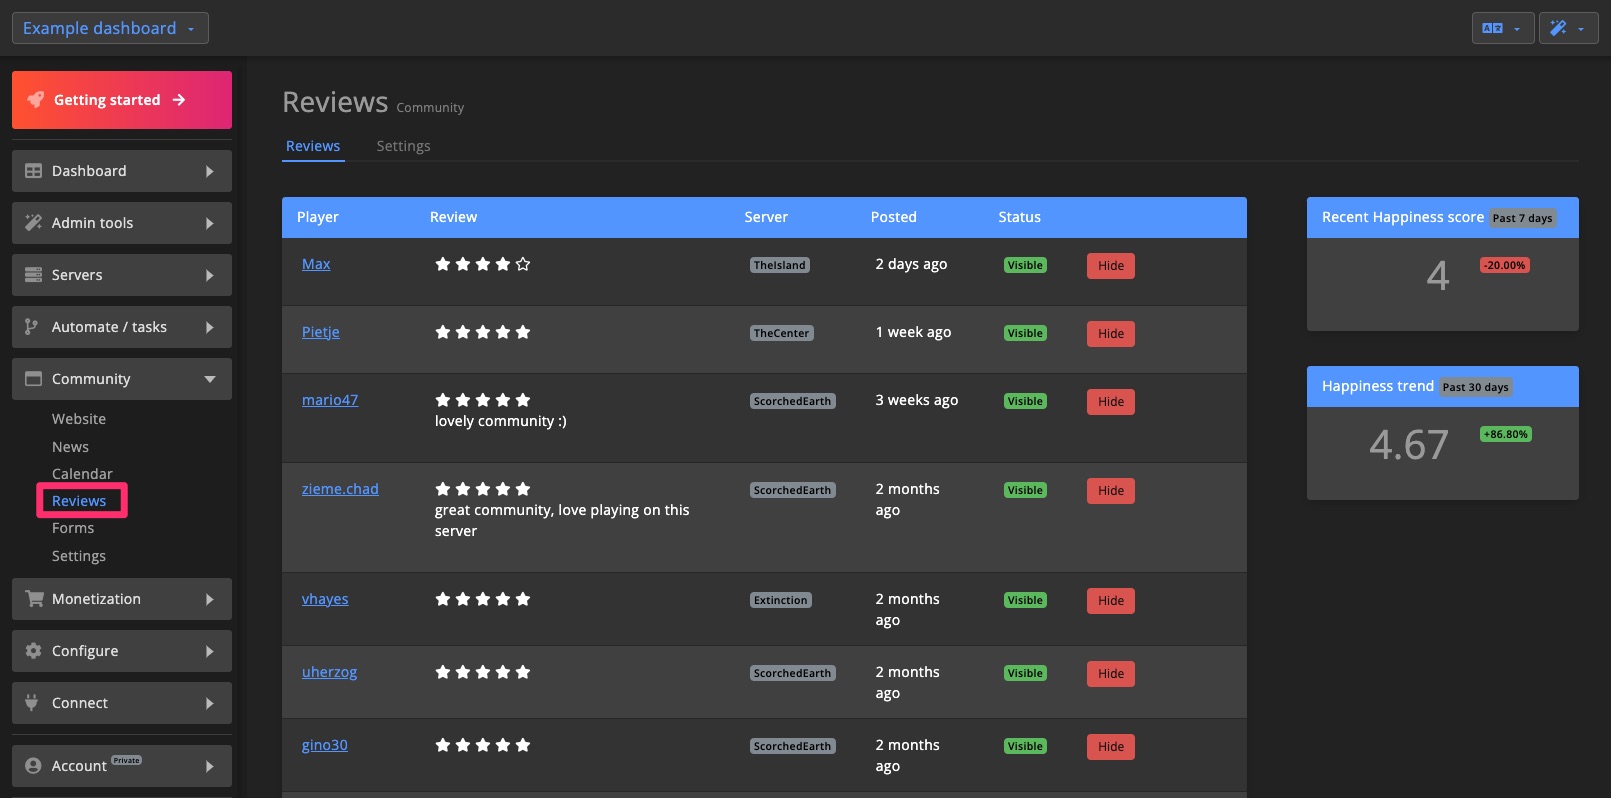 Example dashboard
Getting started
Dashboard
Admin tools
Servers
Automate / tasks
Community
Website
News
Calendar
Reviews
Forms
Settings
Monetization
Configure
Connect
Account Private
Reviews Community
Reviews Settings
Player Review Server Posted Status
Max TheIsland 2 days ago Visible Hide
Pietje TheCenter 1 week ago Visible Hide
mario47 ScorchedEarth 3 weeks ago Visible Hide
lovely community :)
zieme.chad ScorchedEarth 2 months Visible Hide
great community, love playing on this ago
server
vhayes Extinction 2 months Visible Hide
ago
uherzog ScorchedEarth 2 months Visible Hide
ago
gino30 ScorchedEarth 2 months Visible Hide
ago
Recent Happiness score Past 7 days
4 -20.00%
Happiness trend Past 30 days
4.67 +86.80%